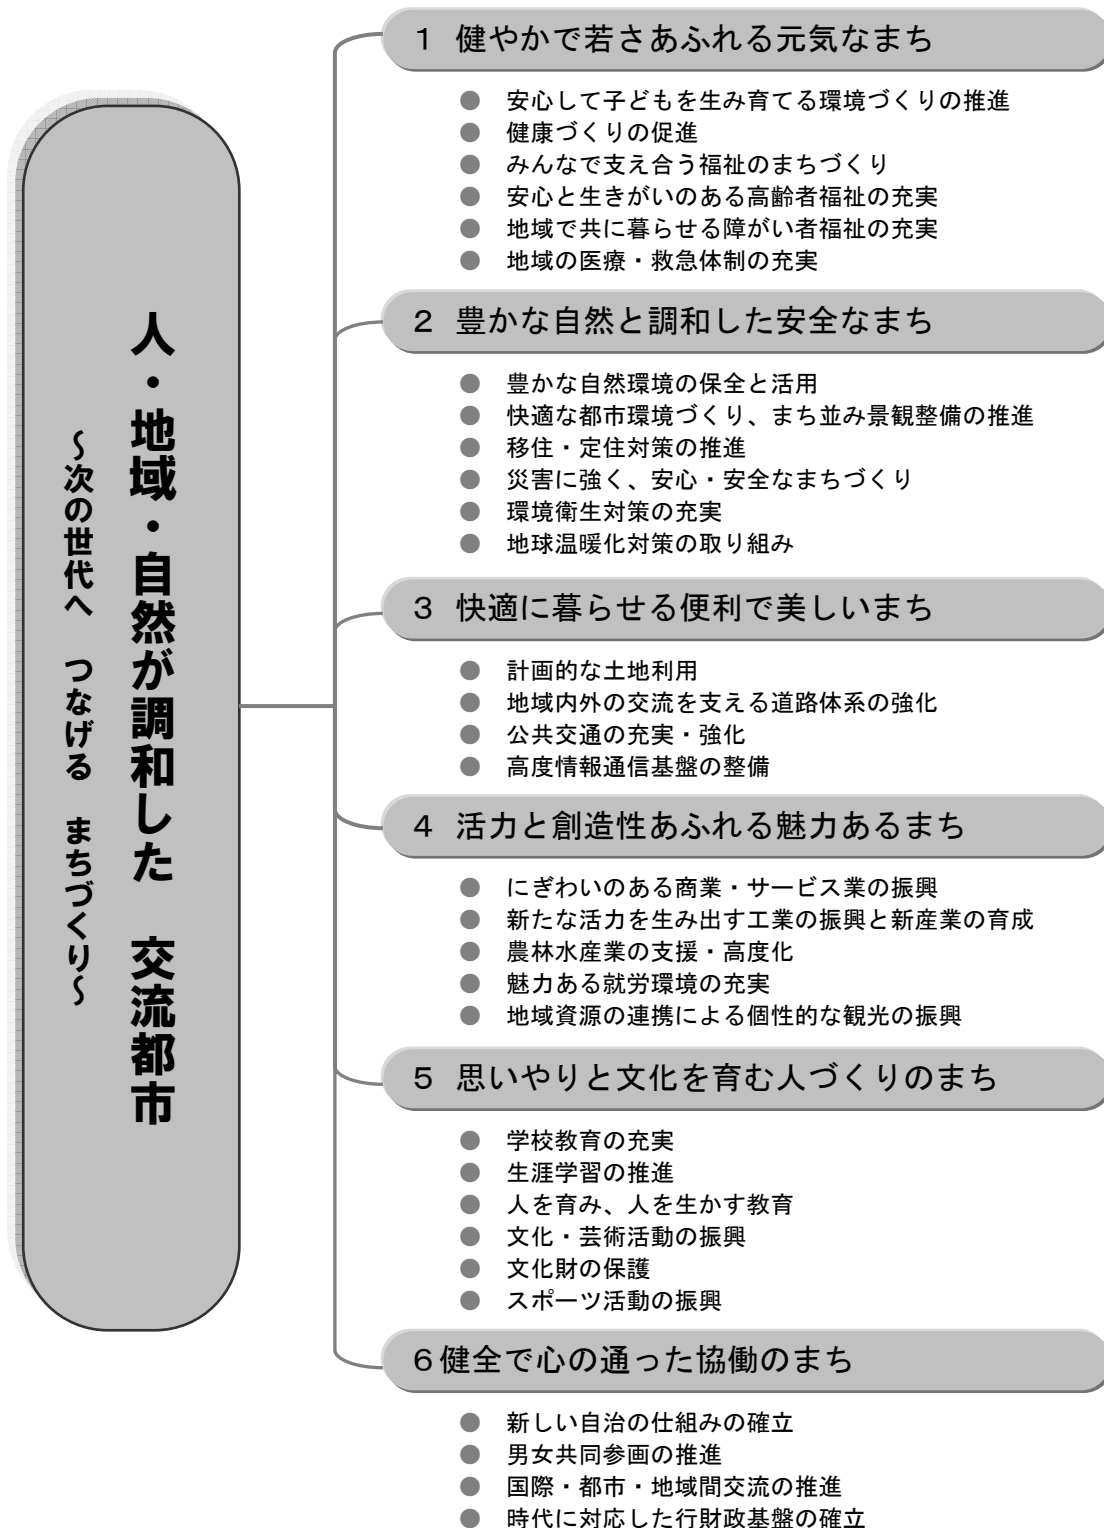 人・地域・自然が調和した　交流都市
～次の世代へ　つなげる　まちづくり～
１ 健やかで若さあふれる元気なまち
● 安心して子どもを生み育てる環境づくりの推進
● 健康づくりの促進
● みんなで支え合う福祉のまちづくり
● 安心と生きがいのある高齢者福祉の充実
● 地域で共に暮らせる障がい者福祉の充実
● 地域の医療・救急体制の充実
２ 豊かな自然と調和した安全なまち
● 豊かな自然環境の保全と活用
● 快適な都市環境づくり、まち並み景観整備の推進
● 移住・定住対策の推進
● 災害に強く、安心・安全なまちづくり
● 環境衛生対策の充実
● 地球温暖化対策の取り組み
３ 快適に暮らせる便利で美しいまち
● 計画的な土地利用
● 地域内外の交流を支える道路体系の強化
● 公共交通の充実・強化
● 高度情報通信基盤の整備
４ 活力と創造性あふれる魅力あるまち
● にぎわいのある商業・サービス業の振興
● 新たな活力を生み出す工業の振興と新産業の育成
● 農林水産業の支援・高度化
● 魅力ある就労環境の充実
● 地域資源の連携による個性的な観光の振興
５ 思いやりと文化を育む人づくりのまち
● 学校教育の充実
● 生涯学習の推進
● 人を育み、人を生かす教育
● 文化・芸術活動の振興
● 文化財の保護
● スポーツ活動の振興
６健全で心の通った協働のまち
● 新しい自治の仕組みの確立
● 男女共同参画の推進
● 国際・都市・地域間交流の推進
● 時代に対応した行財政基盤の確立